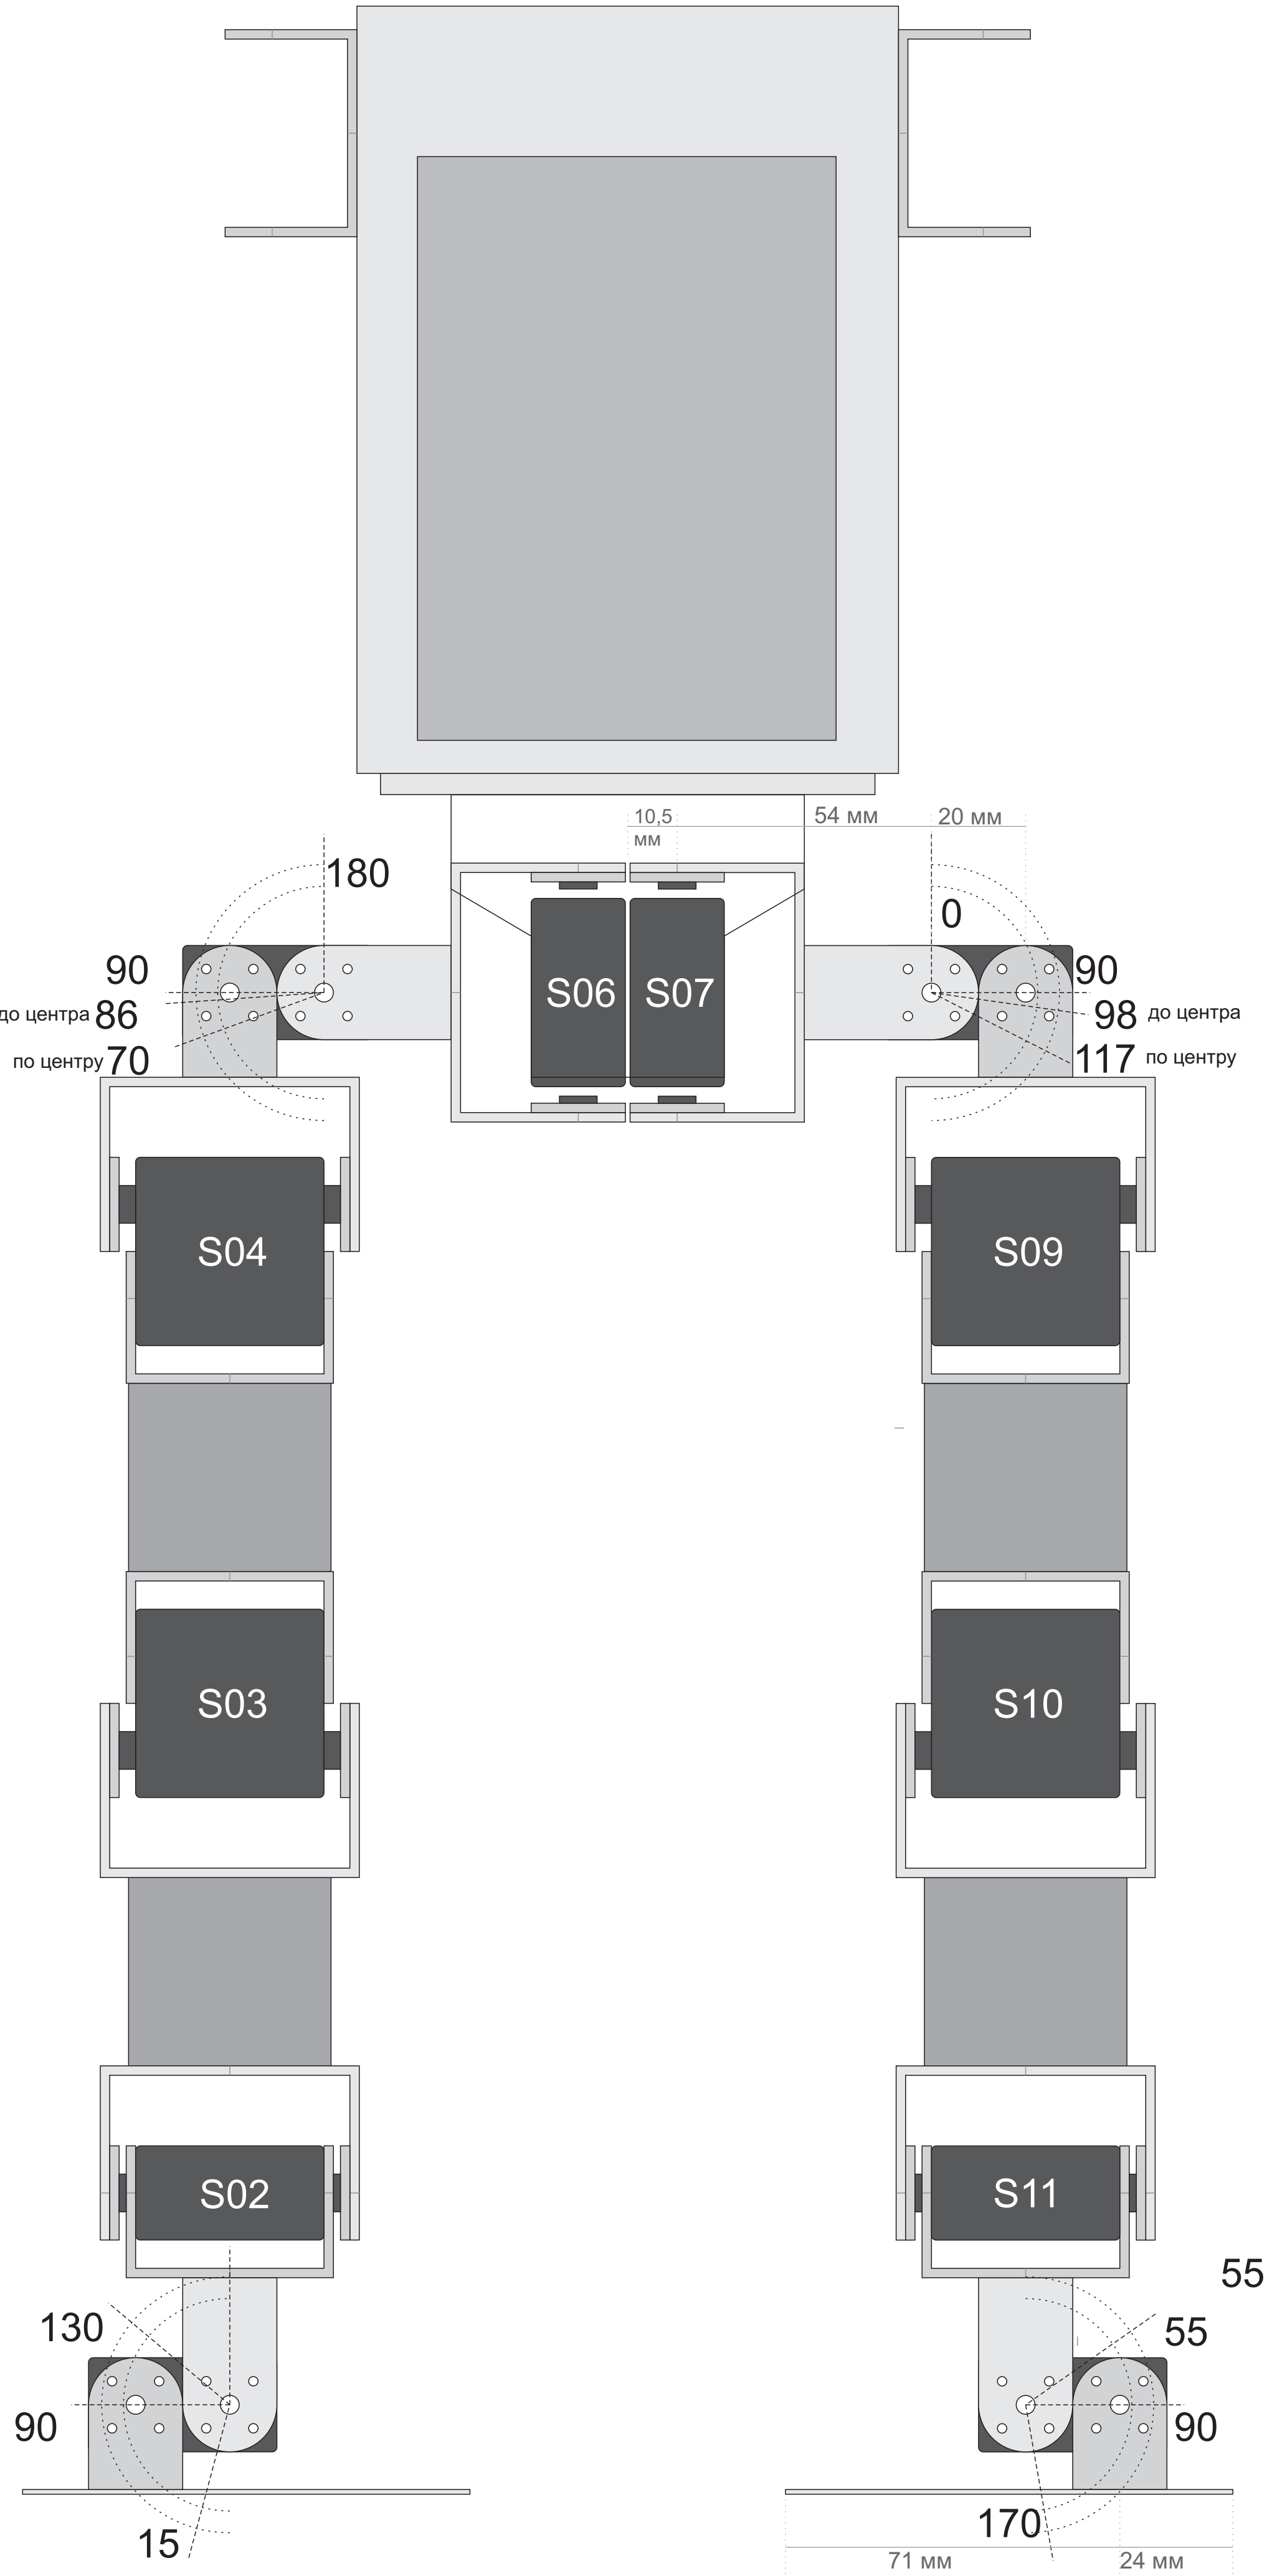 10,5
мм
54 мм
20 мм
180
0
90
90
до центра 86
98 до центра
по центру 70
117 по центру
S06
S07
S04
S09
S03
S10
S02
S11
55
130
55
90
90
15
170
71 мм
24 мм